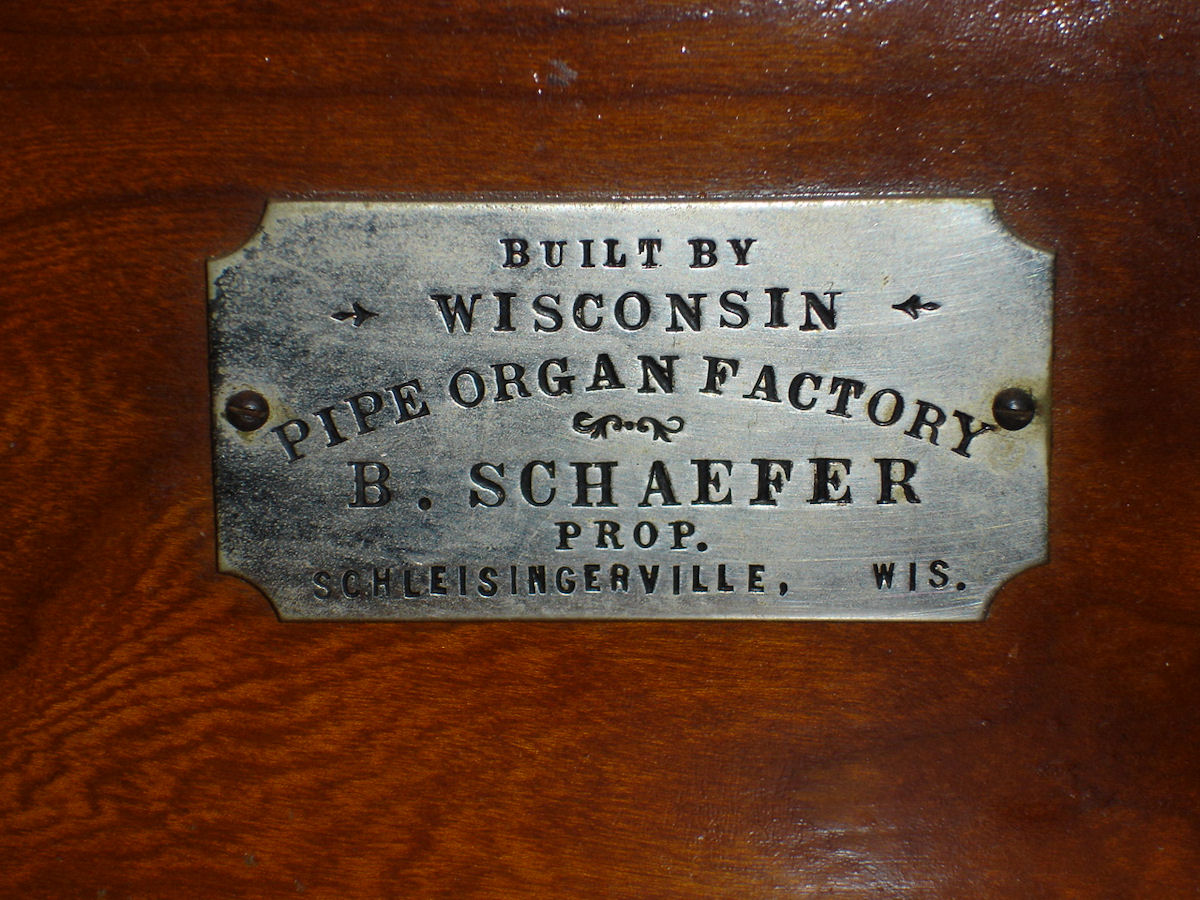 BUILT BY
WISCONSIN
PIPE ORGAN FACTORY
B. SCHAEFER
PROP.
SCHLEISINGERVILLE, WIS.